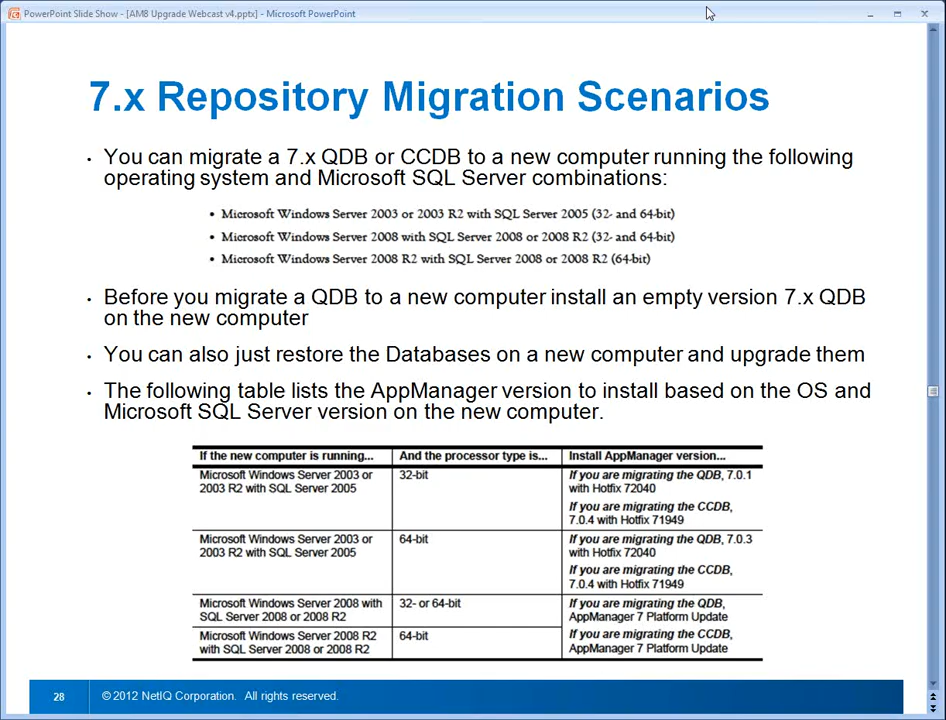 PowerPoint Slide Show - [AM8 Upgrade Webcast v4.pptx] - Microsoft PowerPoint
7.x Repository Migration Scenarios
• You can migrate a 7.x QDB or CCDB to a new computer running the following
operating system and Microsoft SQL Server combinations:
• Microsoft Windows Server 2003 or 2003 R2 with SQL Server 2005 (32- and 64-bit)
• Microsoft Windows Server 2008 with SQL Server 2008 or 2008 R2 (32- and 64-bit)
• Microsoft Windows Server 2008 R2 with SQL Server 2008 or 2008 R2 (64-bit)
• Before you migrate a QDB to a new computer install an empty version 7.x QDB
on the new computer
• You can also just restore the Databases on a new computer and upgrade them
• The following table lists the AppManager version to install based on the OS and
Microsoft SQL Server version on the new computer.
If the new computer is running... And the processor type is... Install AppManager version...
Microsoft Windows Server 2003 or 32-bit If you are migrating the QDB, 7.0.1
2003 R2 with SQL Server 2005 with Hotfix 72040
If you are migrating the CCDB,
7.0.4 with Hotfix 71949
Microsoft Windows Server 2003 or 64-bit If you are migrating the QDB, 7.0.3
2003 R2 with SQL Server 2005 with Hotfix 72040
If you are migrating the CCDB,
7.0.4 with Hotfix 71949
Microsoft Windows Server 2008 with 32- or 64-bit If you are migrating the QDB,
SQL Server 2008 or 2008 R2 AppManager 7 Platform Update
Microsoft Windows Server 2008 R2 64-bit If you are migrating the CCDB,
with SQL Server 2008 or 2008 R2 AppManager 7 Platform Update
28 © 2012 NetIQ Corporation. All rights reserved.